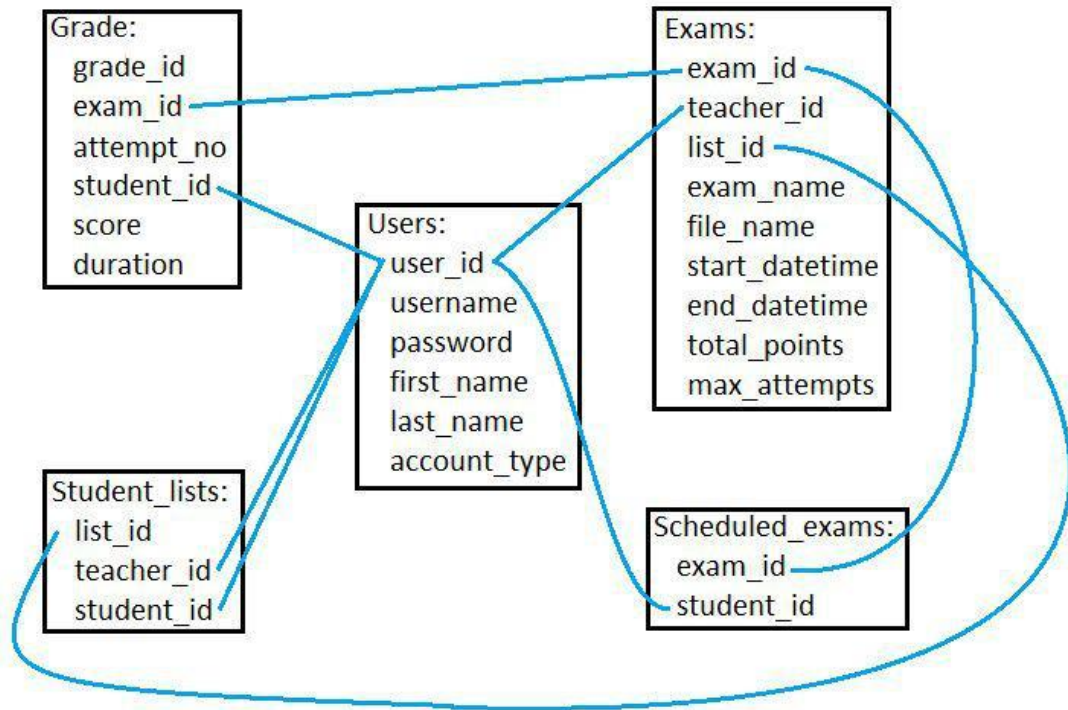 Grade:
grade_id
exam_id
attempt_no
student_id
score
duration
Exams:
exam_id
teacher_id
list_id
exam_name
file_name
start_datetime
end_datetime
total_points
max_attempts
Users:
user_id
username
password
first_name
last_name
account_type
Student_lists:
list_id
teacher_id
student_id
Scheduled_exams:
exam_id
student_id